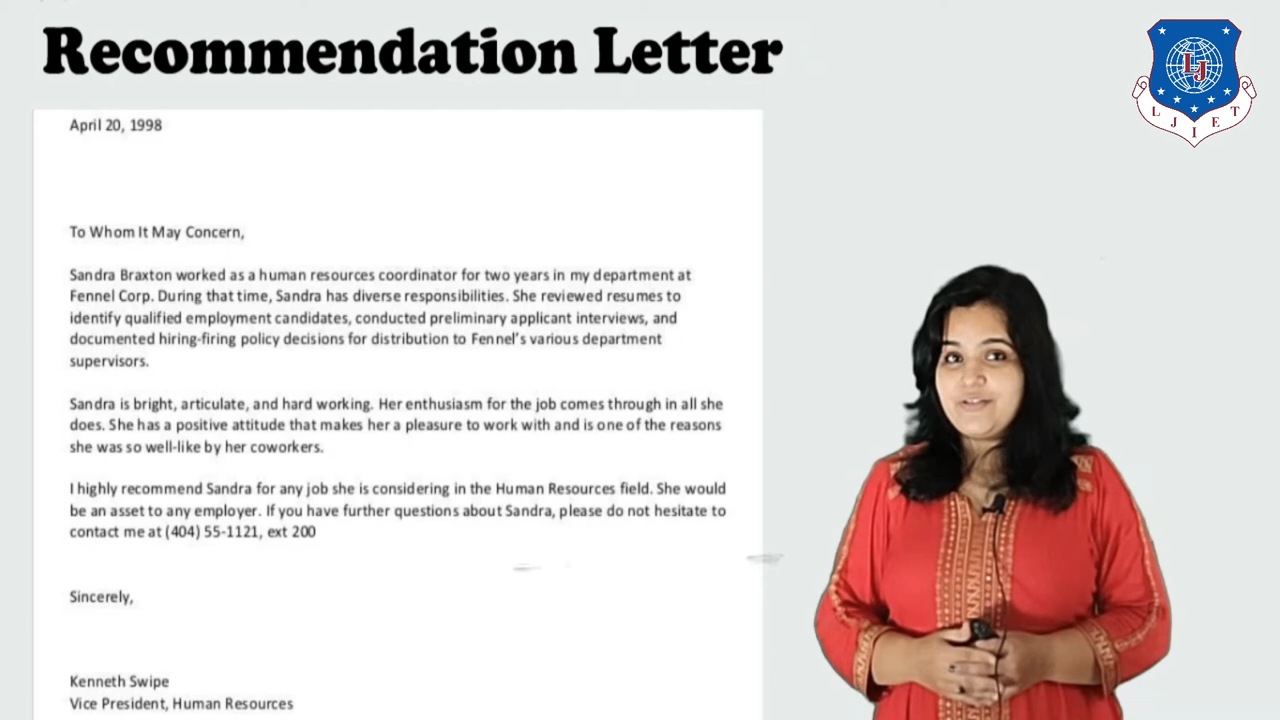 Recommendation Letter
LJ
L J I E T
April 20, 1998
To Whom It May Concern,
Sandra Braxton worked as a human resources coordinator for two years in my department at
Fennel Corp. During that time, Sandra has diverse responsibilities. She reviewed resumes to
identify qualified employment candidates, conducted preliminary applicant interviews, and
documented hiring-firing policy decisions for distribution to Fennel's various department
supervisors.
Sandra is bright, articulate, and hard working. Her enthusiasm for the job comes through in all she
does. She has a positive attitude that makes her a pleasure to work with and is one of the reasons
she was so well-like by her coworkers.
I highly recommend Sandra for any job she is considering in the Human Resources field. She would
be an asset to any employer. If you have further questions about Sandra, please do not hesitate to
contact me at (404) 55-1121, ext 200
Sincerely,
Kenneth Swipe
Vice President, Human Resources